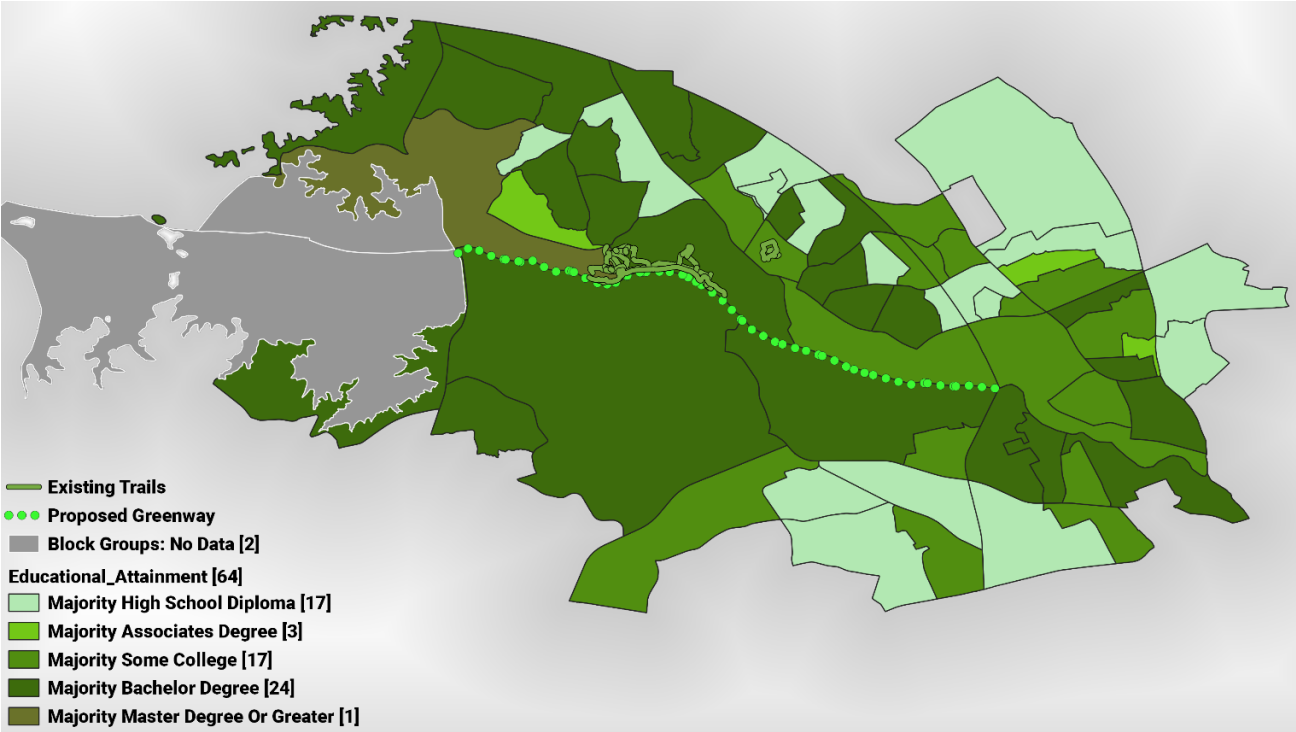 Existing Trails
Proposed Greenway
Block Groups: No Data [2]
Educational_Attainment [64]
Majority High School Diploma [17]
Majority Associates Degree [3]
Majority Some College [17]
Majority Bachelor Degree [24]
Majority Master Degree Or Greater [1]